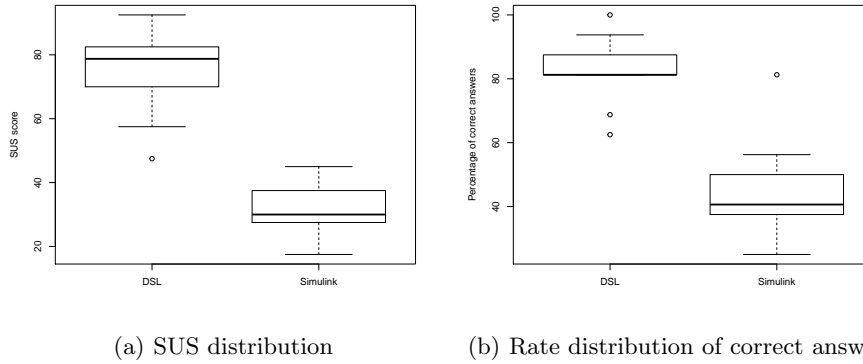 SUS score
80
60
40
20
DSL
Simulink
(a) SUS distribution
Percentage of correct answers
100
80
60
40
DSL
Simulink
(b) Rate distribution of correct answ